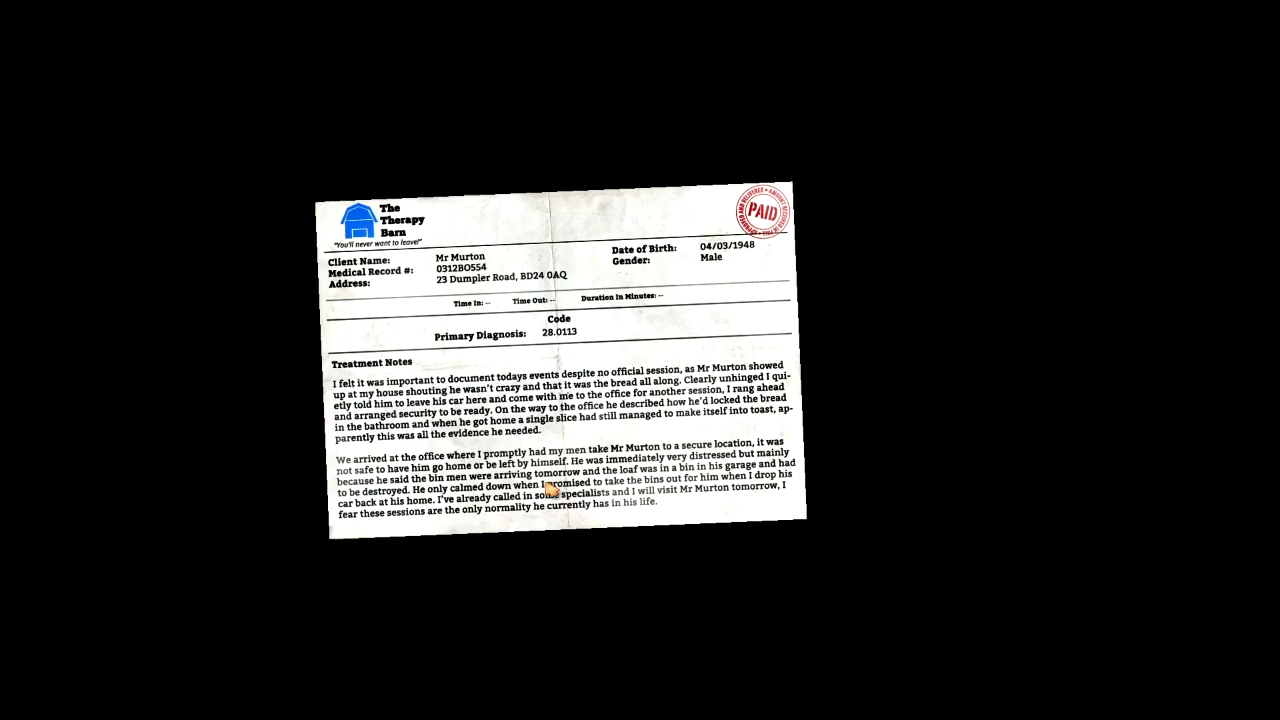 The
Therapy
Barn
"You'll never want to leave!"
PAID
Client Name: Mr Murton
Medical Record #: 0312BO554
Address: 23 Dumpler Road, BD24 0AQ
Date of Birth: 04/03/1948
Gender: Male
Time In: -- Time Out: -- Duration In Minutes: --
Code
Primary Diagnosis: 28.0113
Treatment Notes
I felt it was important to document todays events despite no official session, as Mr Murton showed
up at my house shouting he wasn't crazy and that it was the bread all along. Clearly unhinged I qui-
etly told him to leave his car here and come with me to the office for another session, I rang ahead
and arranged security to be ready. On the way to the office he described how he'd locked the bread
in the bathroom and when he got home a single slice had still managed to make itself into toast, ap-
parently this was all the evidence he needed.
We arrived at the office where I promptly had my men take Mr Murton to a secure location, it was
not safe to have him go home or be left by himself. He was immediately very distressed but mainly
because he said the bin men were arriving tomorrow and the loaf was in a bin in his garage and had
to be destroyed. He only calmed down when I promised to take the bins out for him when I drop his
car back at his home. I've already called in some specialists and I will visit Mr Murton tomorrow, I
fear these sessions are the only normality he currently has in his life.